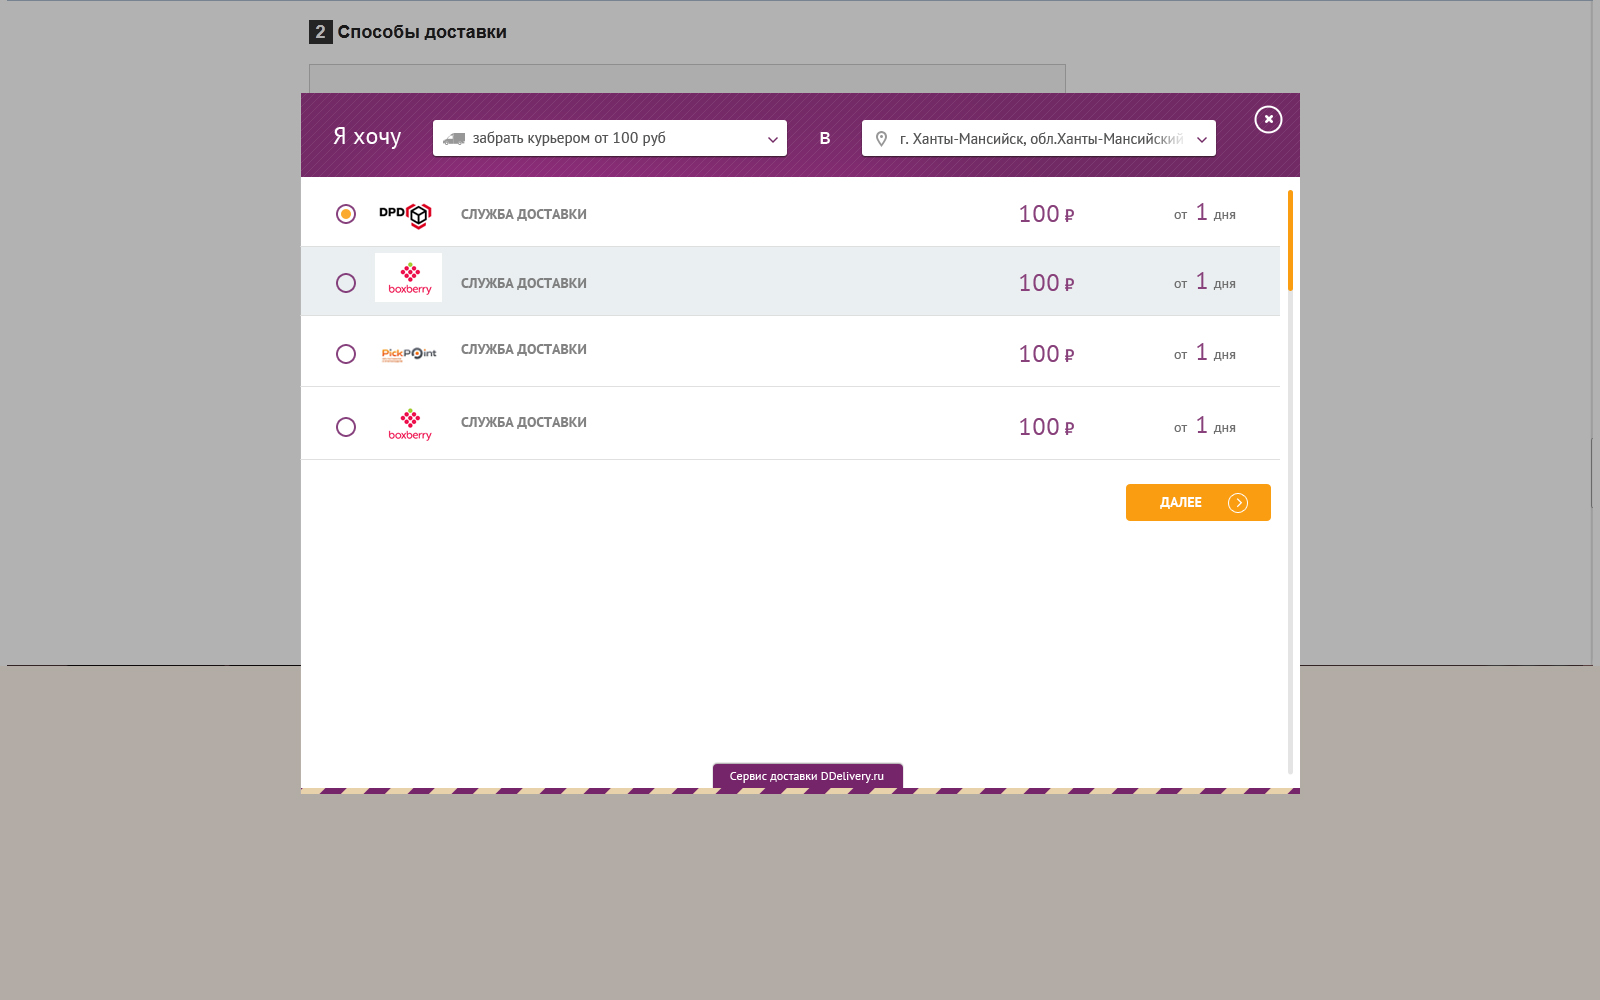 2 Способы доставки
Я хочу забрать курьером от 100 руб в г. Ханты-Мансийск, обл.Ханты-Мансийский
DPD СЛУЖБА ДОСТАВКИ 100 ₽ от 1 дня
boxberry СЛУЖБА ДОСТАВКИ 100 ₽ от 1 дня
PickPoint СЛУЖБА ДОСТАВКИ 100 ₽ от 1 дня
boxberry СЛУЖБА ДОСТАВКИ 100 ₽ от 1 дня
ДАЛЕЕ
Сервис доставки DDelivery.ru